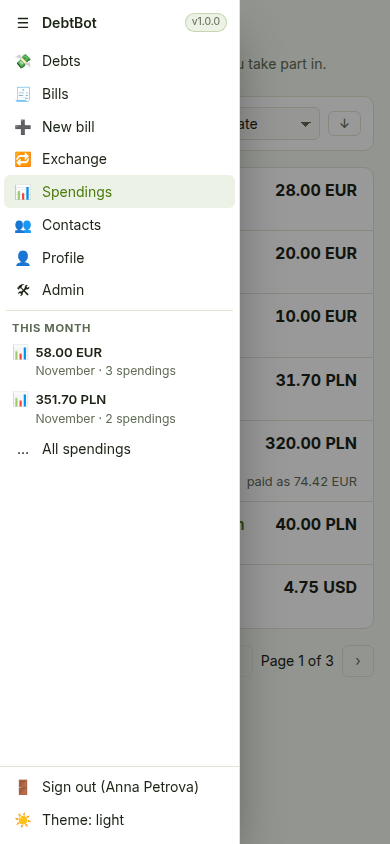 ☰ DebtBot v1.0.0
Debts
Bills
New bill
Exchange
Spendings
Contacts
Profile
Admin
THIS MONTH
58.00 EUR
November · 3 spendings
351.70 PLN
November · 2 spendings
... All spendings
Sign out (Anna Petrova)
Theme: light
take part in.
ate ↓
28.00 EUR
20.00 EUR
10.00 EUR
31.70 PLN
320.00 PLN
paid as 74.42 EUR
40.00 PLN
4.75 USD
Page 1 of 3 ›